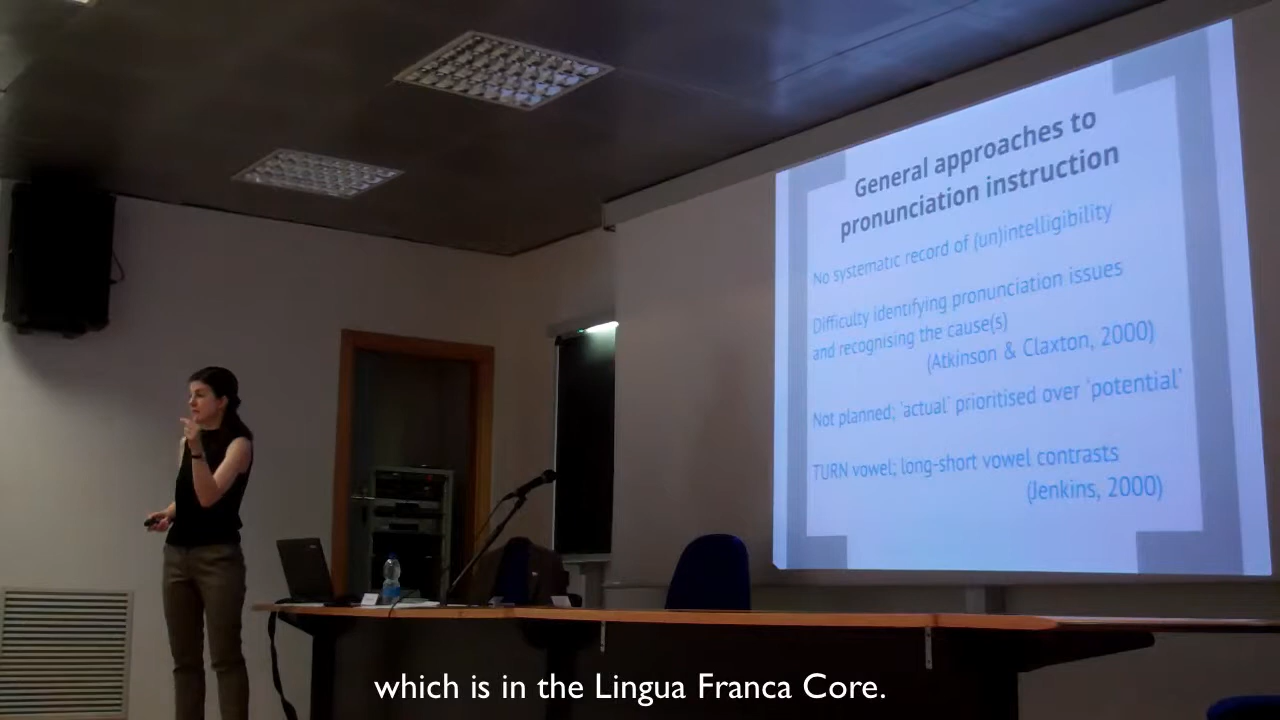 General approaches to
pronunciation instruction
No systematic record of (un)intelligibility
Difficulty identifying pronunciation issues
and recognising the cause(s)
(Atkinson & Claxton, 2000)
Not planned; 'actual' prioritised over 'potential'
TURN vowel; long-short vowel contrasts
(Jenkins, 2000)
which is in the Lingua Franca Core.